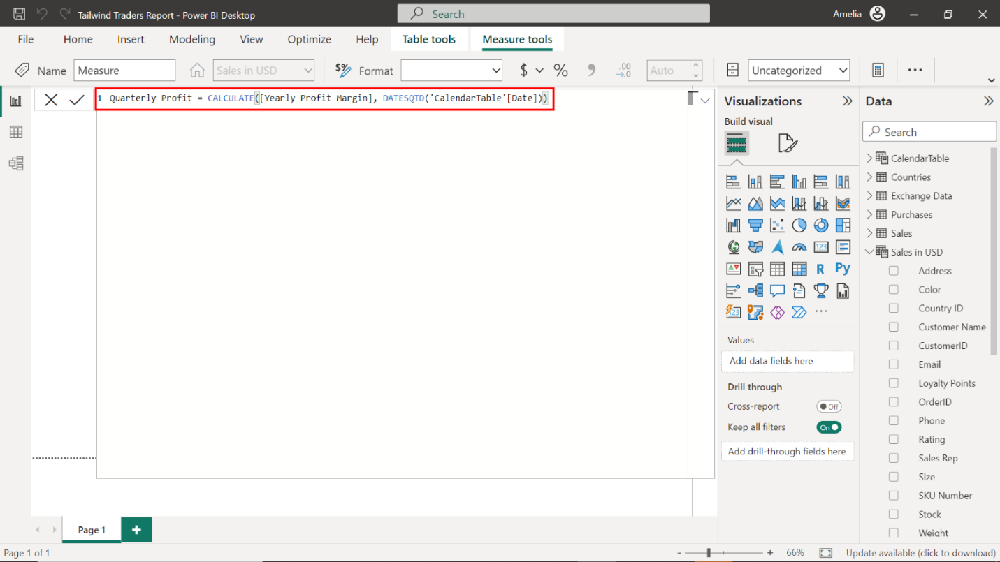 Tailwind Traders Report - Power BI Desktop
Search
Amelia
File Home Insert Modeling View Optimize Help Table tools Measure tools
Name Measure Sales in USD Format $ % Auto Uncategorized
1 Quarterly Profit = CALCULATE([Yearly Profit Margin], DATESQTD('CalendarTable'[Date]))
Visualizations
Build visual
123
R
Py
123
Values
Add data fields here
Drill through
Cross-report Off
Keep all filters On
Add drill-through fields here
Data
Search
CalendarTable
Countries
Exchange Data
Purchases
Sales
Sales in USD
Address
Color
Country ID
Customer Name
CustomerID
Email
Loyalty Points
OrderID
Phone
Rating
Sales Rep
Size
SKU Number
Stock
Weight
Page 1 +
Page 1 of 1
- + 66% Update available (click to download)